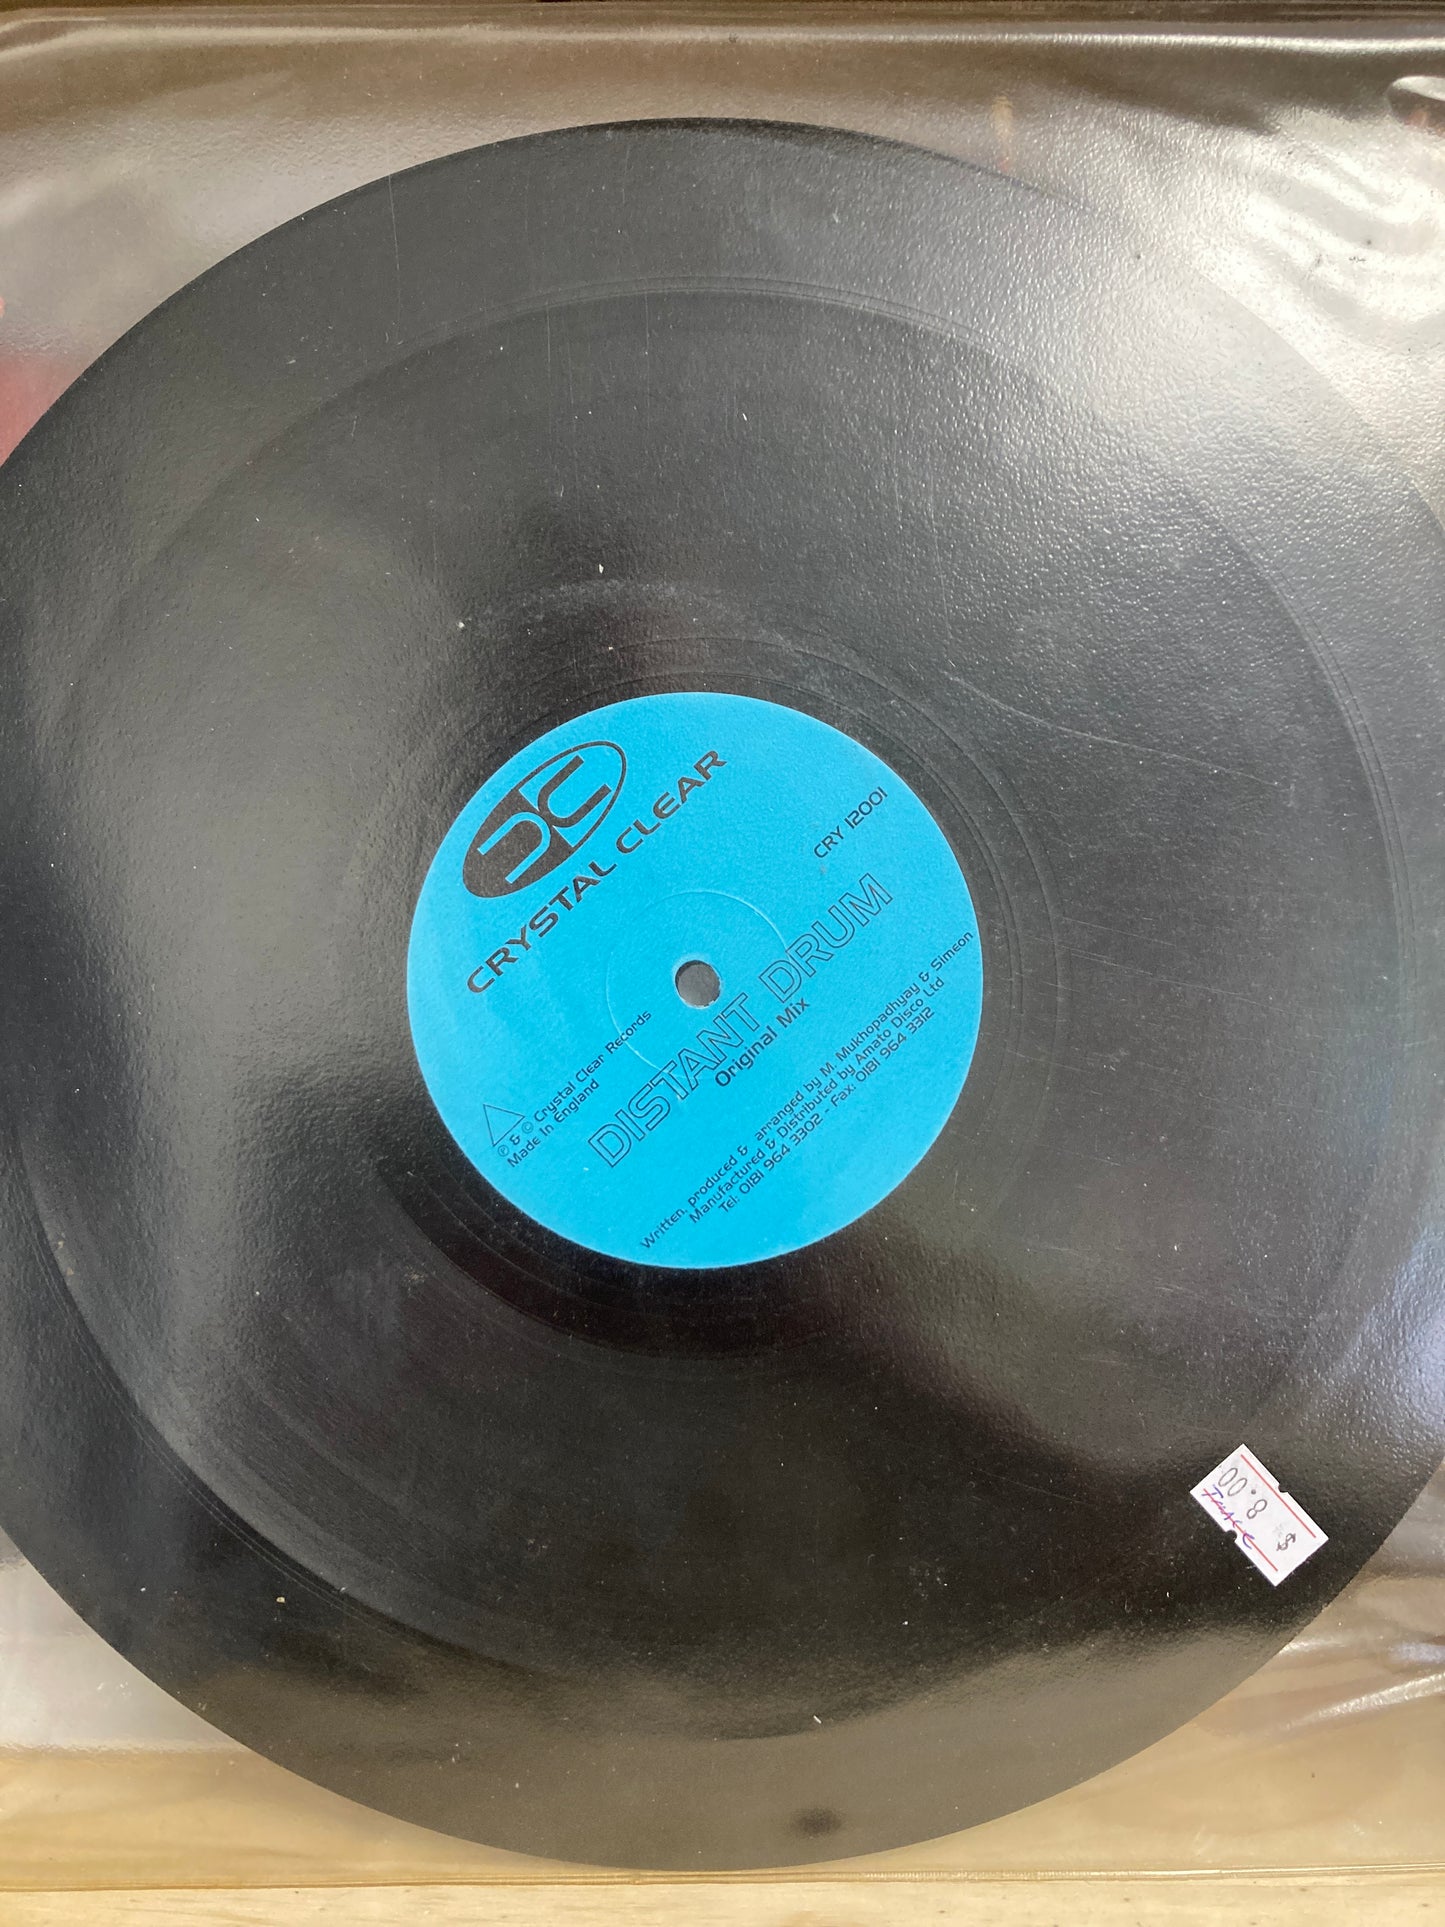 CRYSTAL CLEAR
CRY 12001
℗ & © Crystal Clear Records
Made In England
DISTANT DRUM
Original Mix
Written, produced & arranged by M. Mukhopadhyay & Simeon
Manufactured & Distributed by Amato Disco Ltd
Tel: 0181 964 3302 - Fax: 0181 964 3312
$ 8.00